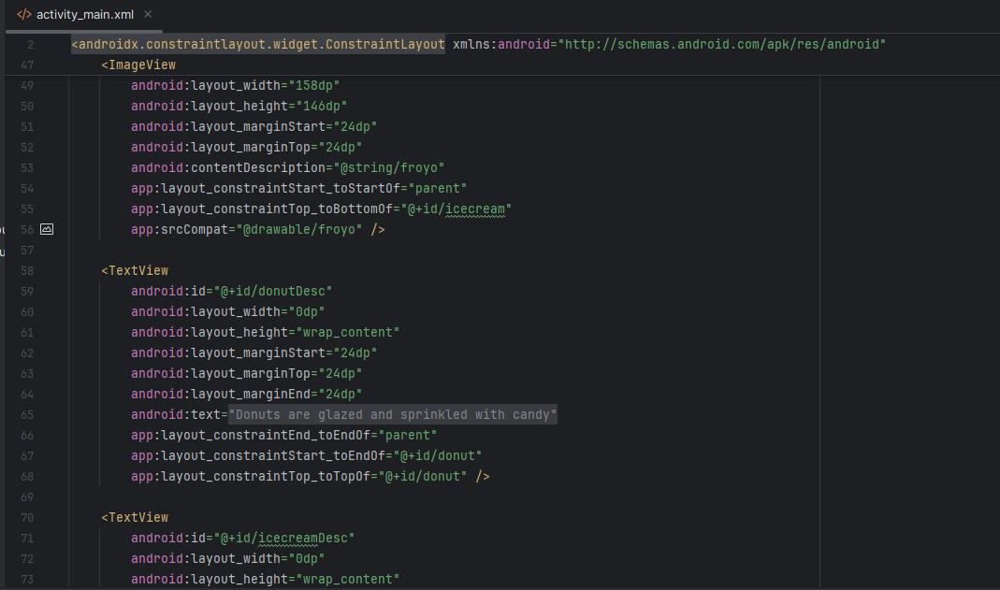 activity_main.xml
2 <androidx.constraintlayout.widget.ConstraintLayout xmlns:android="http://schemas.android.com/apk/res/android"
47 <ImageView
49 android:layout_width="158dp"
50 android:layout_height="146dp"
51 android:layout_marginStart="24dp"
52 android:layout_marginTop="24dp"
53 android:contentDescription="@string/froyo"
54 app:layout_constraintStart_toStartOf="parent"
55 app:layout_constraintTop_toBottomOf="@+id/icecream"
56 app:srcCompat="@drawable/froyo" />
57
58 <TextView
59 android:id="@+id/donutDesc"
60 android:layout_width="0dp"
61 android:layout_height="wrap_content"
62 android:layout_marginStart="24dp"
63 android:layout_marginTop="24dp"
64 android:layout_marginEnd="24dp"
65 android:text="Donuts are glazed and sprinkled with candy"
66 app:layout_constraintEnd_toEndOf="parent"
67 app:layout_constraintStart_toEndOf="@+id/donut"
68 app:layout_constraintTop_toTopOf="@+id/donut" />
69
70 <TextView
71 android:id="@+id/icecreamDesc"
72 android:layout_width="0dp"
73 android:layout_height="wrap_content"